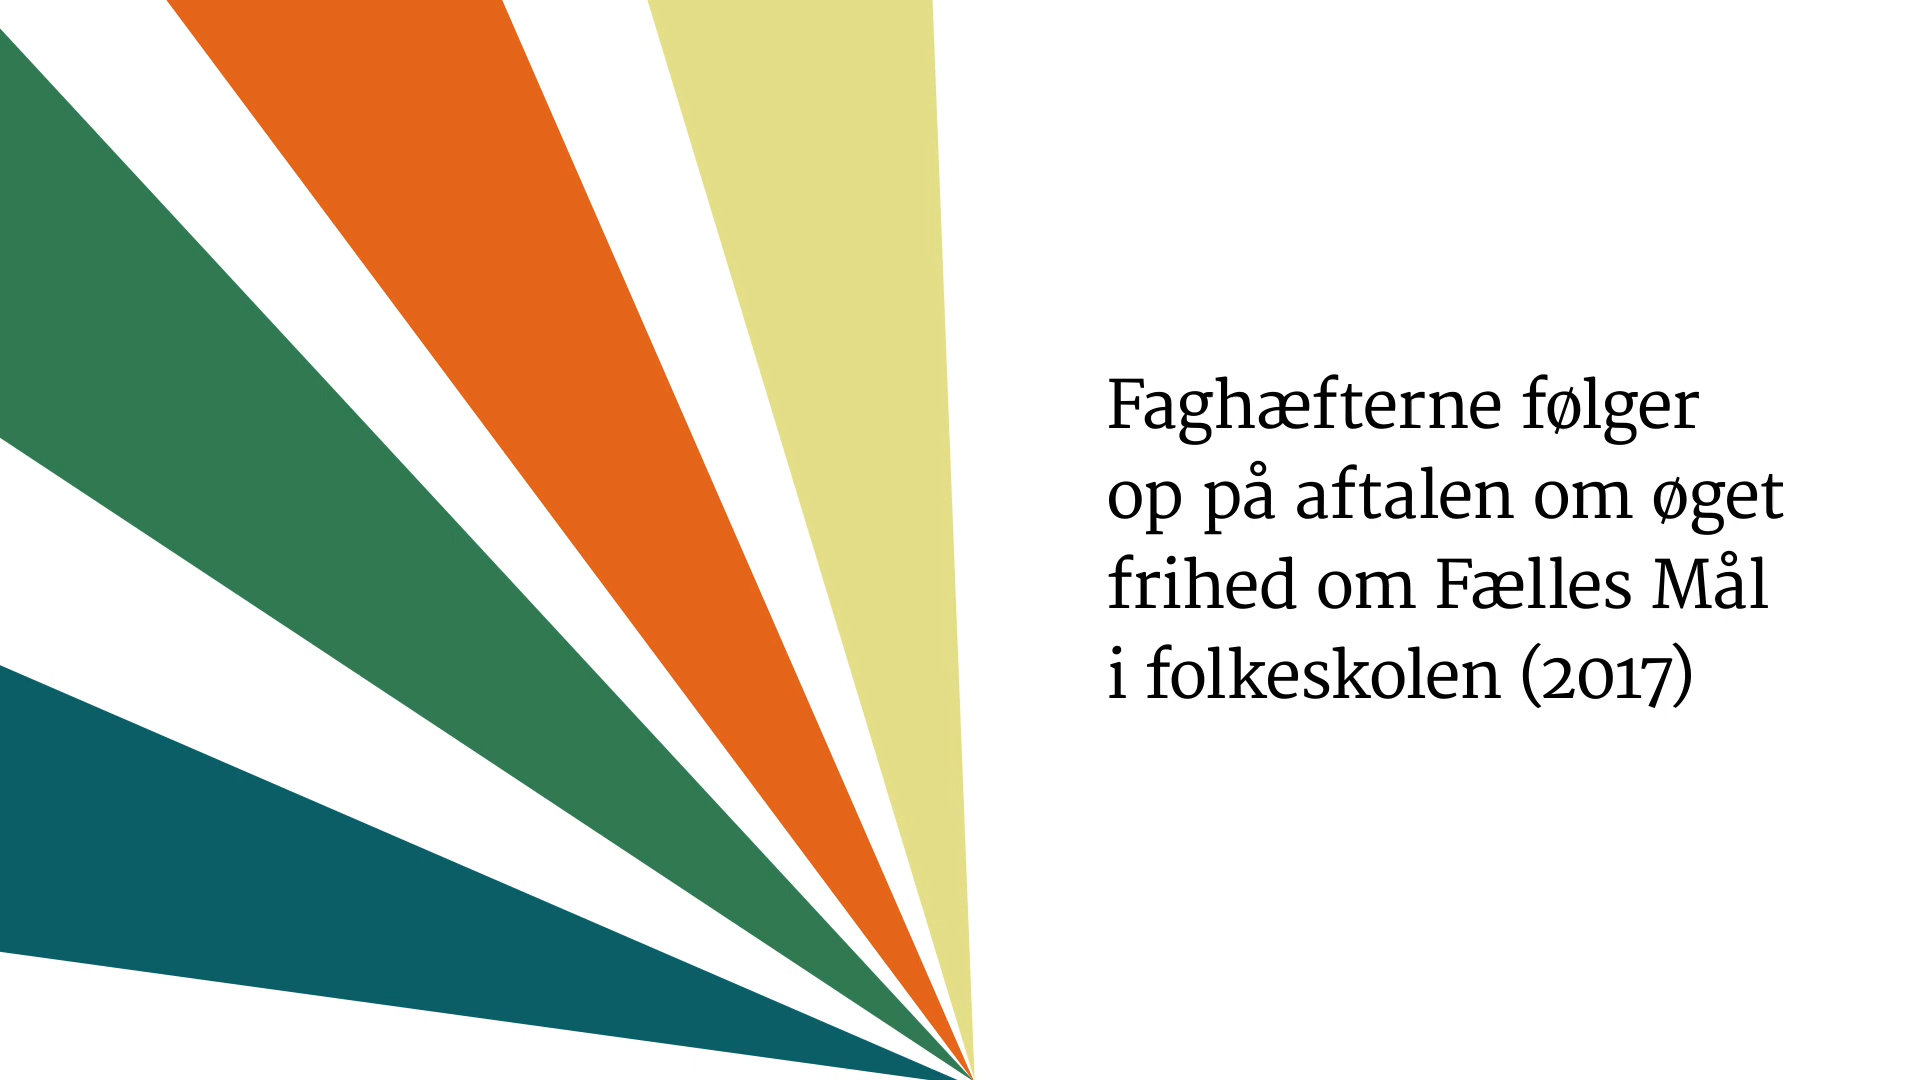 Faghæfterne følger
op på aftalen om øget
frihed om Fælles Mål
i folkeskolen (2017)